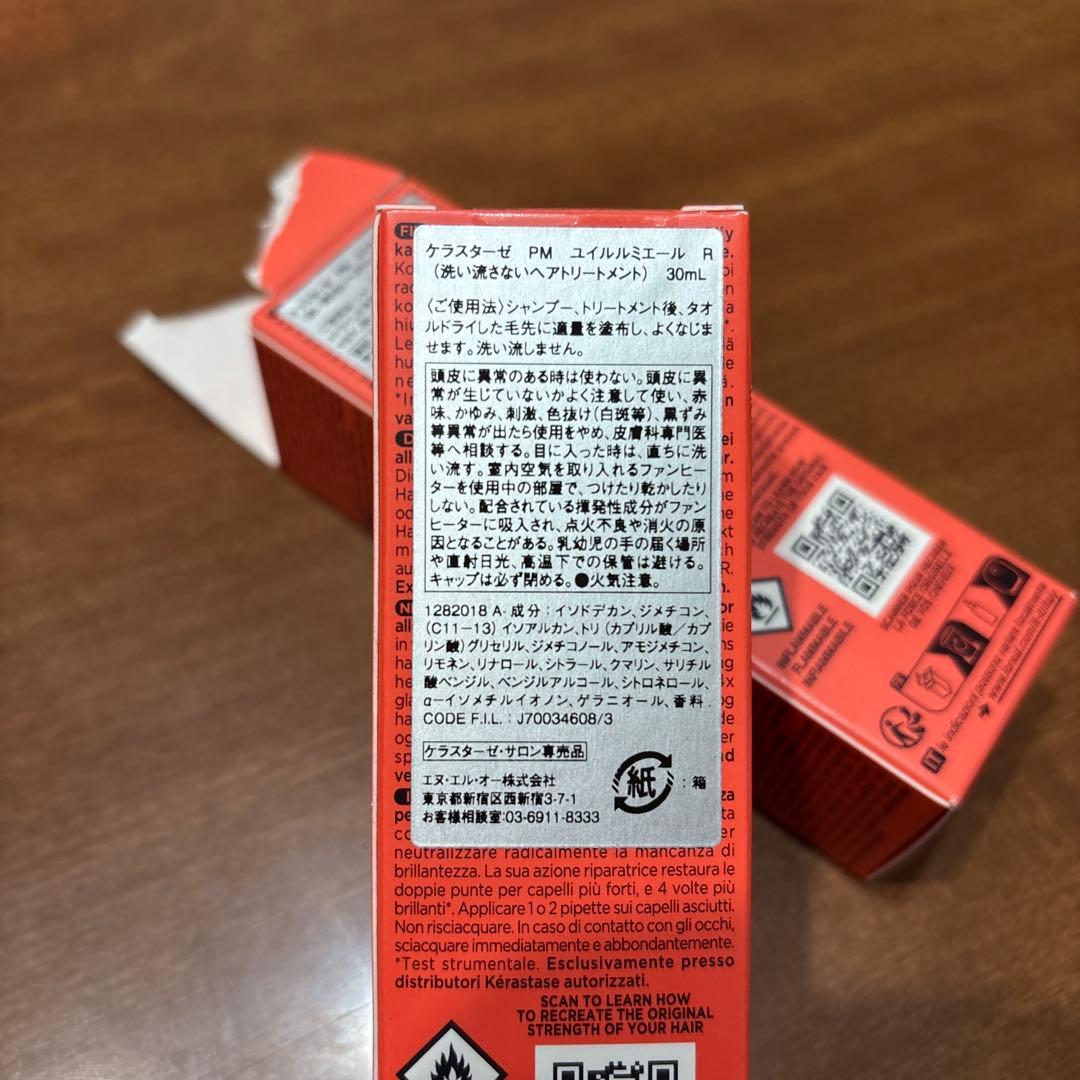 ケラスターゼ PM ユイルルミエール R
(洗い流さないヘアトリートメント) 30mL
〈ご使用法〉シャンプー、トリートメント後、タオ
ルドライした毛先に適量を塗布し、よくなじま
せます。洗い流しません。
頭皮に異常のある時は使わない。頭皮に異
常が生じていないかよく注意して使い、赤
味、かゆみ、刺激、色抜け(白斑等)、黒ずみ
等異常が出たら使用をやめ、皮膚科専門医
等へ相談する。目に入った時は、直ちに洗
い流す。室内空気を取り入れるファンヒー
ターを使用中の部屋で、つけたり乾かしたり
しない。配合されている揮発性成分がファン
ヒーターに吸入され、点火不良や消火の原
因となることがある。乳幼児の手の届く場所
や直射日光、高温下での保管は避ける。
キャップは必ず閉める。●火気注意。
1282018 A- 成分：イソドデカン、ジメチコン、
(C11-13) イソアルカン、トリ (カプリル酸／カプ
リン酸) グリセリル、ジメチコノール、アモジメチコン、
リモネン、リナロール、シトラール、クマリン、サリチル
酸ベンジル、ベンジルアルコール、シトロネロール、
α-イソメチルイオノン、ゲラニオール、香料.
CODE F.I.L. : J70034608/3
ケラスターゼ・サロン専売品
エヌ・エル・オー株式会社
東京都新宿区西新宿3-7-1
お客様相談室:03-6911-8333
紙 : 箱
neutralizzare radicalmente la mancanza di
brillantezza. La sua azione riparatrice restaura le
doppie punte per capelli più forti, e 4 volte più
brillanti*. Applicare 1 o 2 pipette sui capelli asciutti.
Non risciacquare. In caso di contatto con gli occhi,
sciacquare immediatamente e abbondantemente.
*Test strumentale. Esclusivamente presso
distributori Kérastase autorizzati.
SCAN TO LEARN HOW
TO RECREATE THE ORIGINAL
STRENGTH OF YOUR HAIR
INFLAMMABLE
FLAMMABLE
INFIAMMABILE